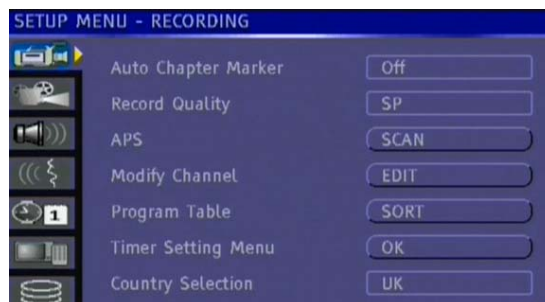 SETUP MENU - RECORDING
Auto Chapter Marker Off
Record Quality SP
APS SCAN
Modify Channel EDIT
1
Program Table SORT
Timer Setting Menu OK
Country Selection UK